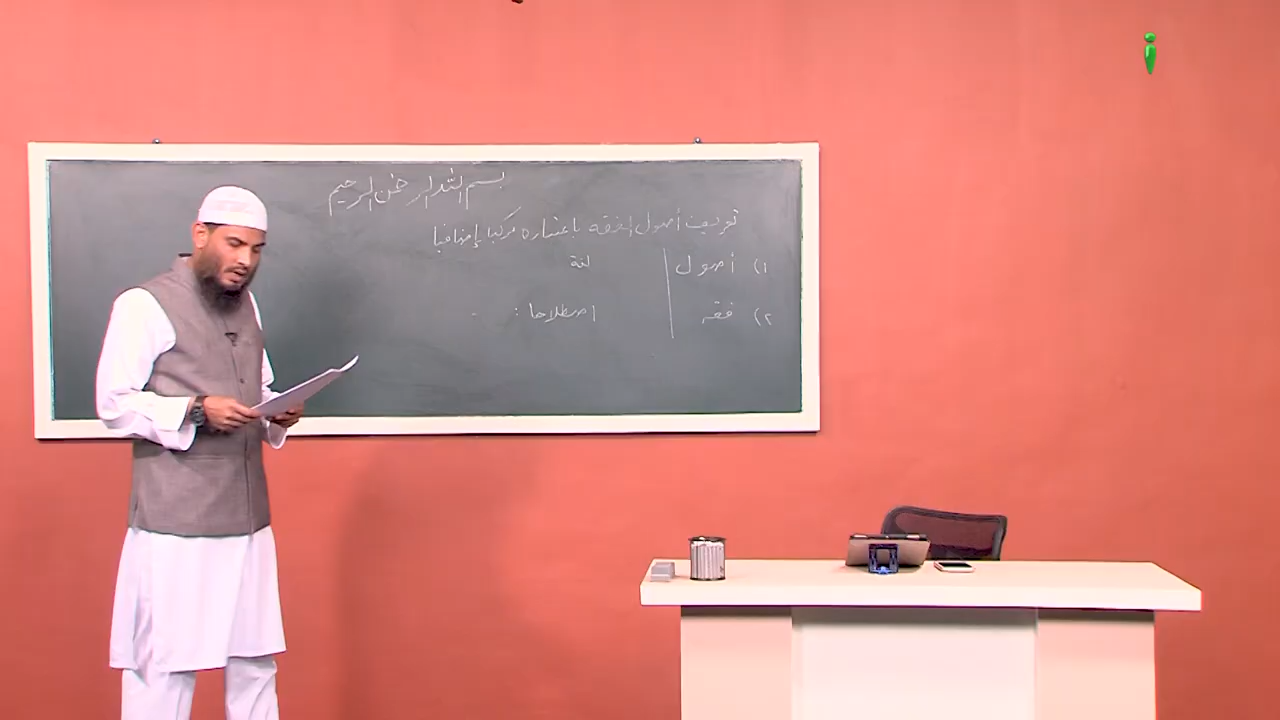 بسم الله الرحمن الرحيم
تعريف أصول الفقه باعتباره مركبا إضافيا
١) أصول لغة
٢) فقه اصطلاحا :